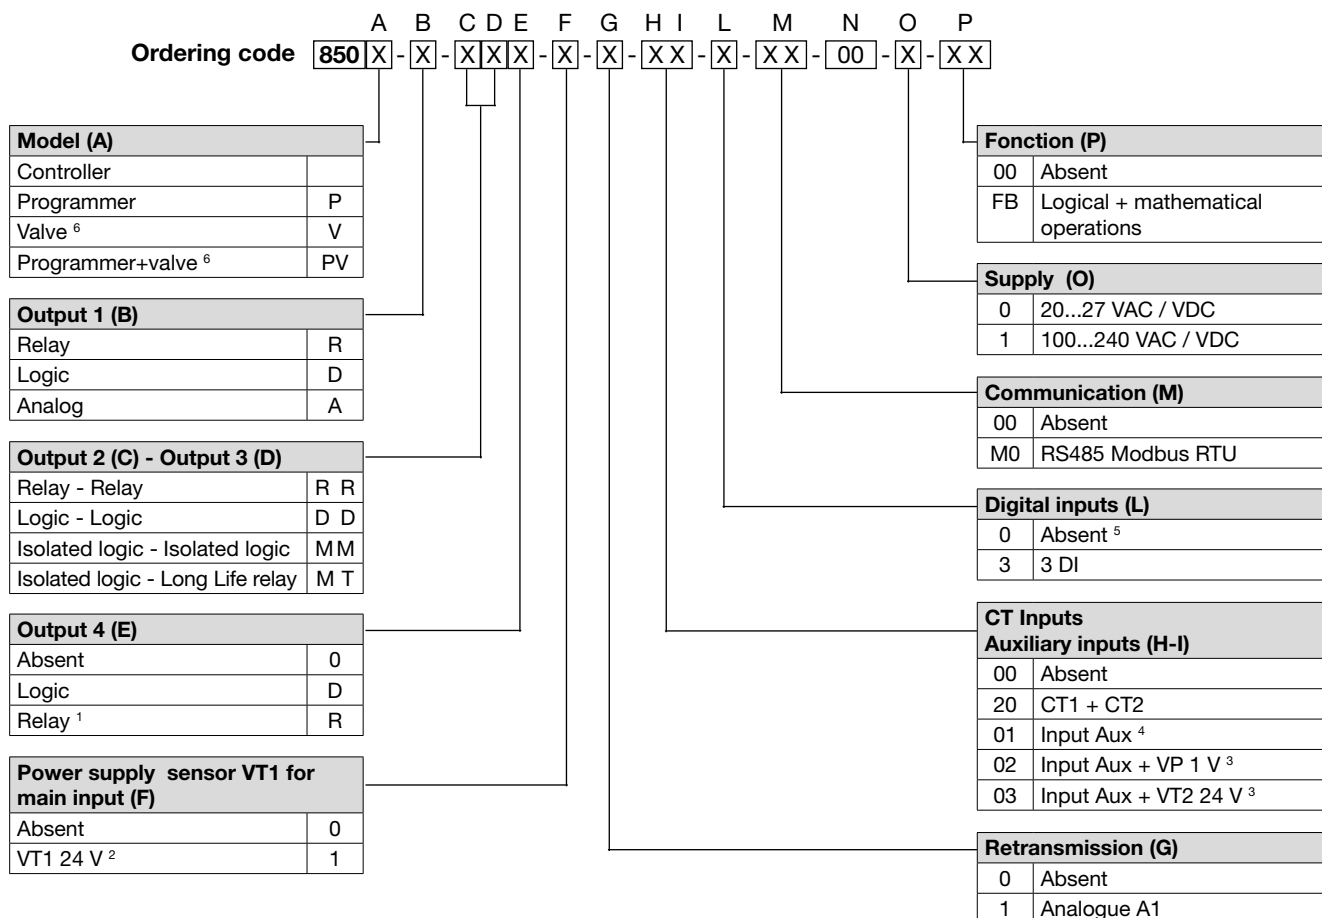 A B C D E F G H I L M N O P
Ordering code 850 X - X - X X X - X - X - X X - X - X X - 00 - X - X X
Model (A)
Controller
Programmer P
Valve 6 V
Programmer+valve 6 PV
Output 1 (B)
Relay R
Logic D
Analog A
Output 2 (C) - Output 3 (D)
Relay - Relay R R
Logic - Logic D D
Isolated logic - Isolated logic M M
Isolated logic - Long Life relay M T
Output 4 (E)
Absent 0
Logic D
Relay 1 R
Power supply sensor VT1 for
main input (F)
Absent 0
VT1 24 V 2 1
Fonction (P)
00 Absent
FB Logical + mathematical
operations
Supply (O)
0 20...27 VAC / VDC
1 100...240 VAC / VDC
Communication (M)
00 Absent
M0 RS485 Modbus RTU
Digital inputs (L)
0 Absent 5
3 3 DI
CT Inputs
Auxiliary inputs (H-I)
00 Absent
20 CT1 + CT2
01 Input Aux 4
02 Input Aux + VP 1 V 3
03 Input Aux + VT2 24 V 3
Retransmission (G)
0 Absent
1 Analogue A1